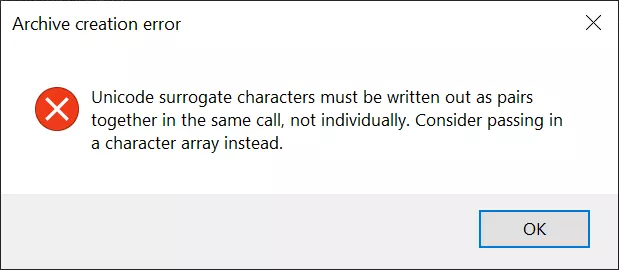 Archive creation error
Unicode surrogate characters must be written out as pairs
together in the same call, not individually. Consider passing in
a character array instead.
OK